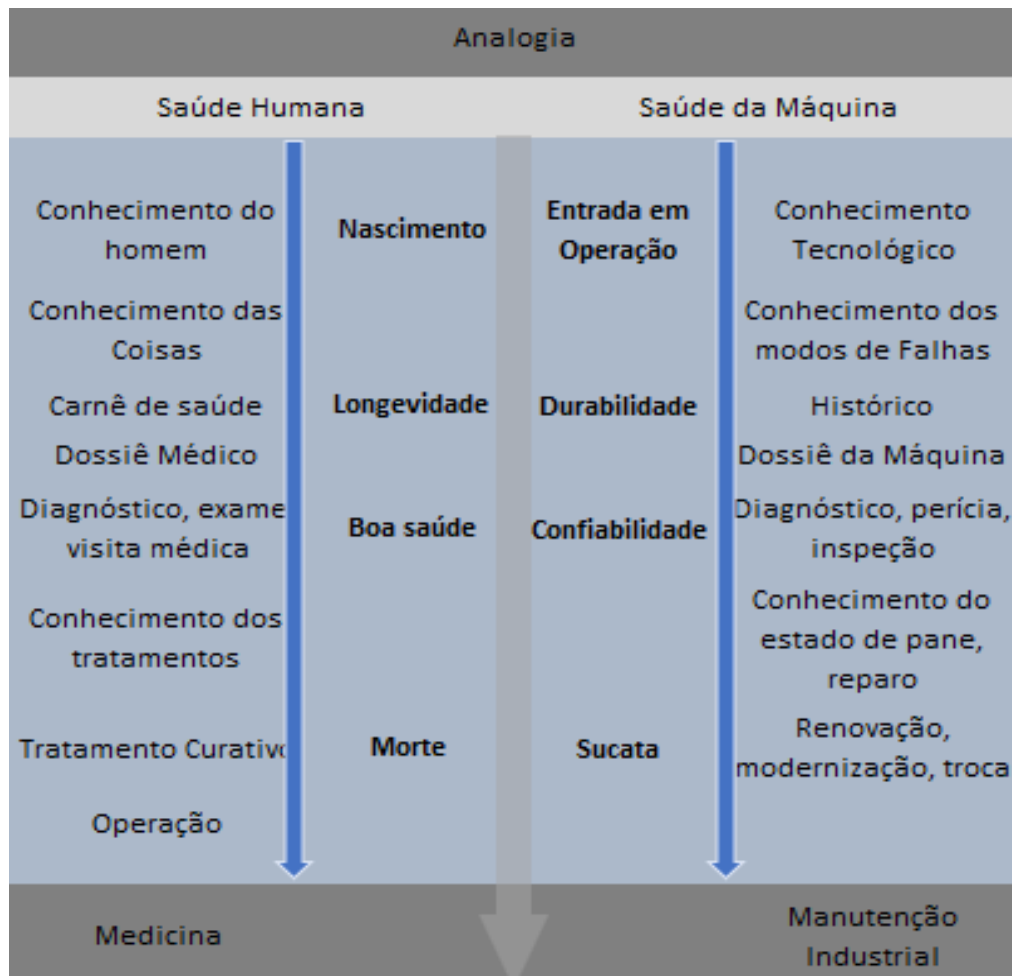 Analogia
Saúde Humana
Saúde da Máquina
Conhecimento do
homem
Nascimento
Entrada em
Operação
Conhecimento
Tecnológico
Conhecimento das
Coisas
Conhecimento dos
modos de Falhas
Carnê de saúde
Longevidade
Durabilidade
Histórico
Dossiê Médico
Dossiê da Máquina
Diagnóstico, exame
visita médica
Boa saúde
Confiabilidade
Diagnóstico, perícia,
inspeção
Conhecimento dos
tratamentos
Conhecimento do
estado de pane,
reparo
Tratamento Curativo
Morte
Sucata
Renovação,
modernização, troca
Operação
Medicina
Manutenção
Industrial